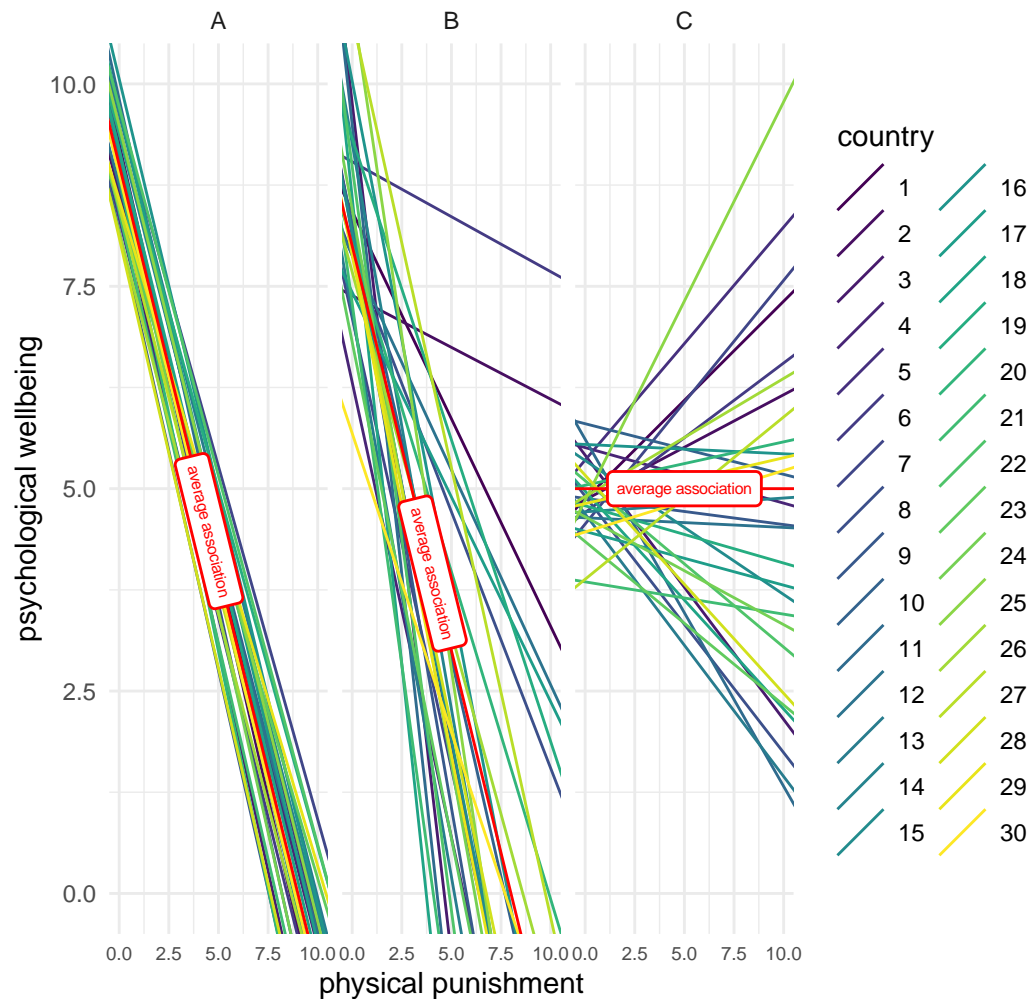 A B C
10.0
7.5
5.0
2.5
0.0
psychological wellbeing
average association
average association
average association
0.0 2.5 5.0 7.5 10.0 0.0 2.5 5.0 7.5 10.0 0.0 2.5 5.0 7.5 10.0
physical punishment
country
1 16
2 17
3 18
4 19
5 20
6 21
7 22
8 23
9 24
10 25
11 26
12 27
13 28
14 29
15 30